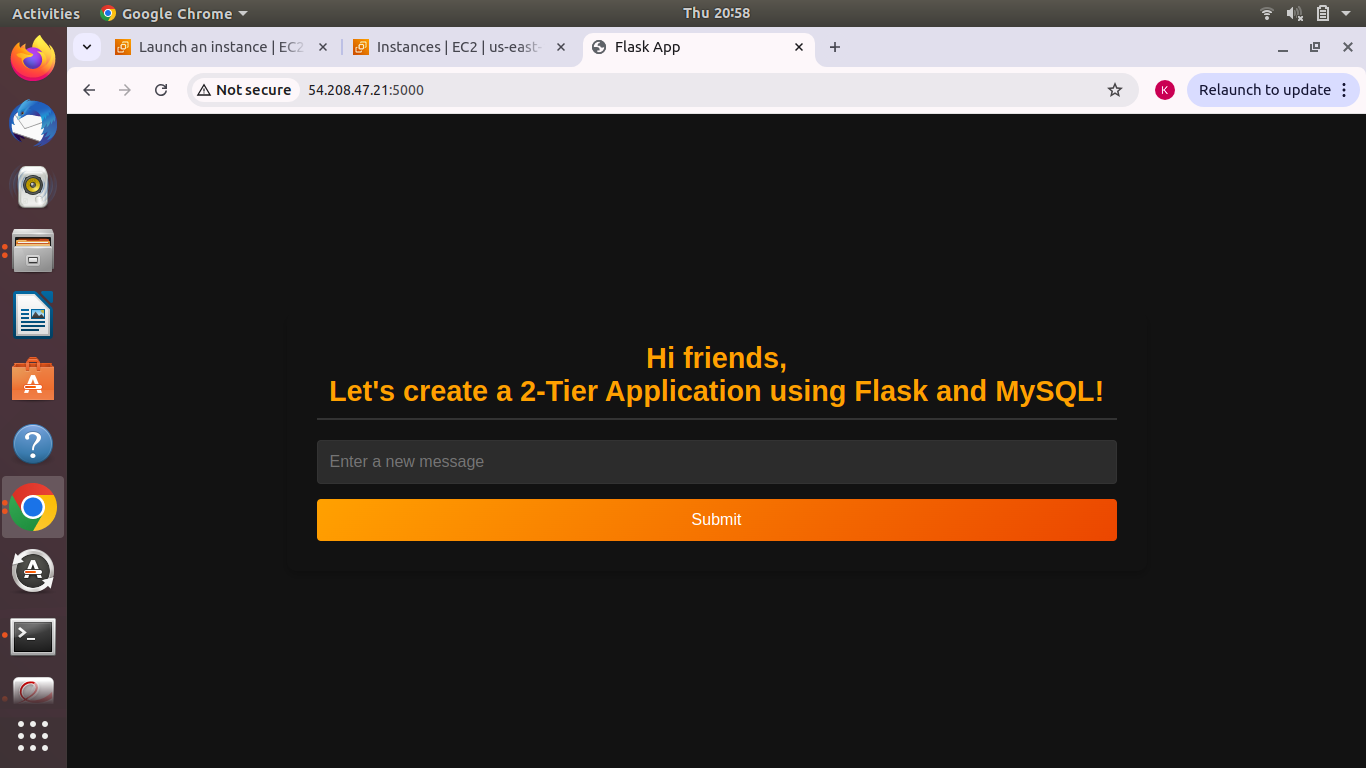 Activities
Google Chrome
Thu 20:58
Launch an instance | EC2
Instances | EC2 | us-east-
Flask App
Not secure
54.208.47.21:5000
K
Relaunch to update
Hi friends,
Let's create a 2-Tier Application using Flask and MySQL!
Enter a new message
Submit